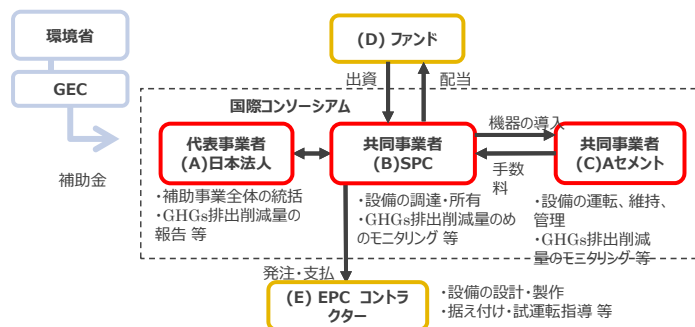 環境省
GEC
補助金
(D) ファンド
出資
配当
国際コンソーシアム
代表事業者
(A)日本法人
共同事業者
(B)SPC
機器の導入
手数
料
共同事業者
(C)Aセメント
・補助事業全体の統括
・GHGs排出削減量の
報告 等
・設備の調達・所有
・GHGs排出削減量のめ
のモニタリング 等
・設備の運転、維持、
管理
・GHGs排出削減
量のモニタリング 等
発注・支払
(E) EPC コントラ
クター
・設備の設計・製作
・据え付け・試運転指導 等